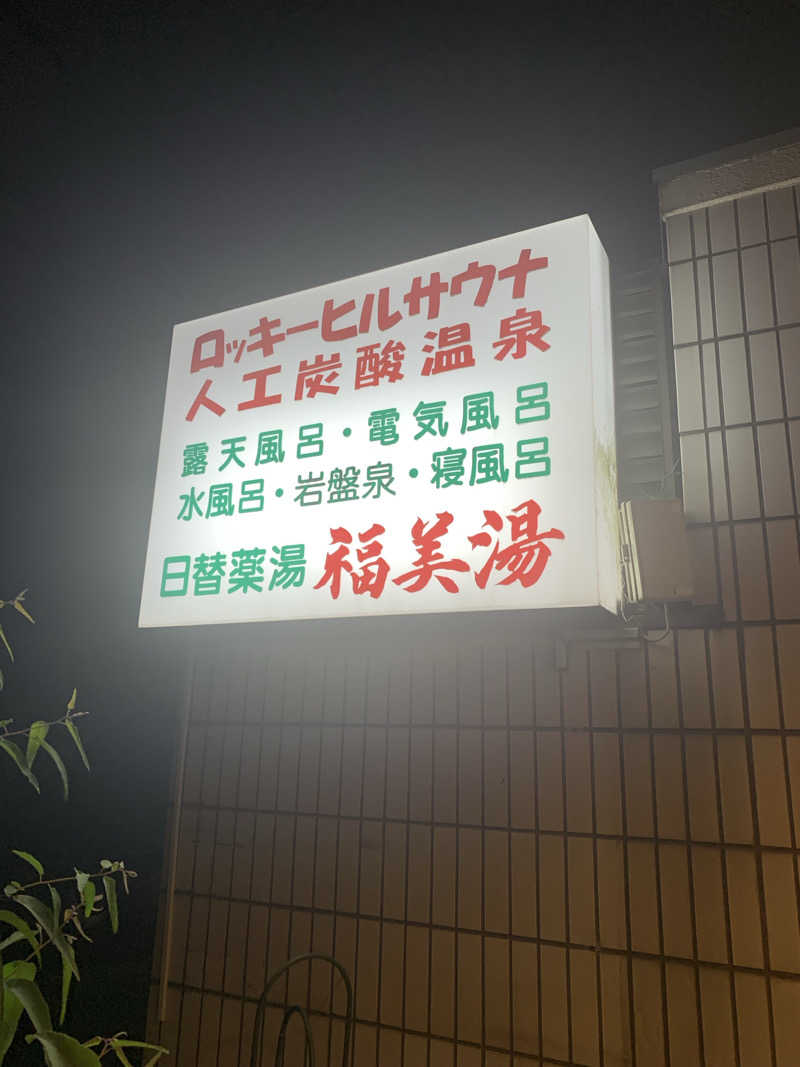 ロッキーヒルサウナ
人工炭酸温泉
露天風呂・電気風呂
水風呂・岩盤泉・寝風呂
日替薬湯 福美湯